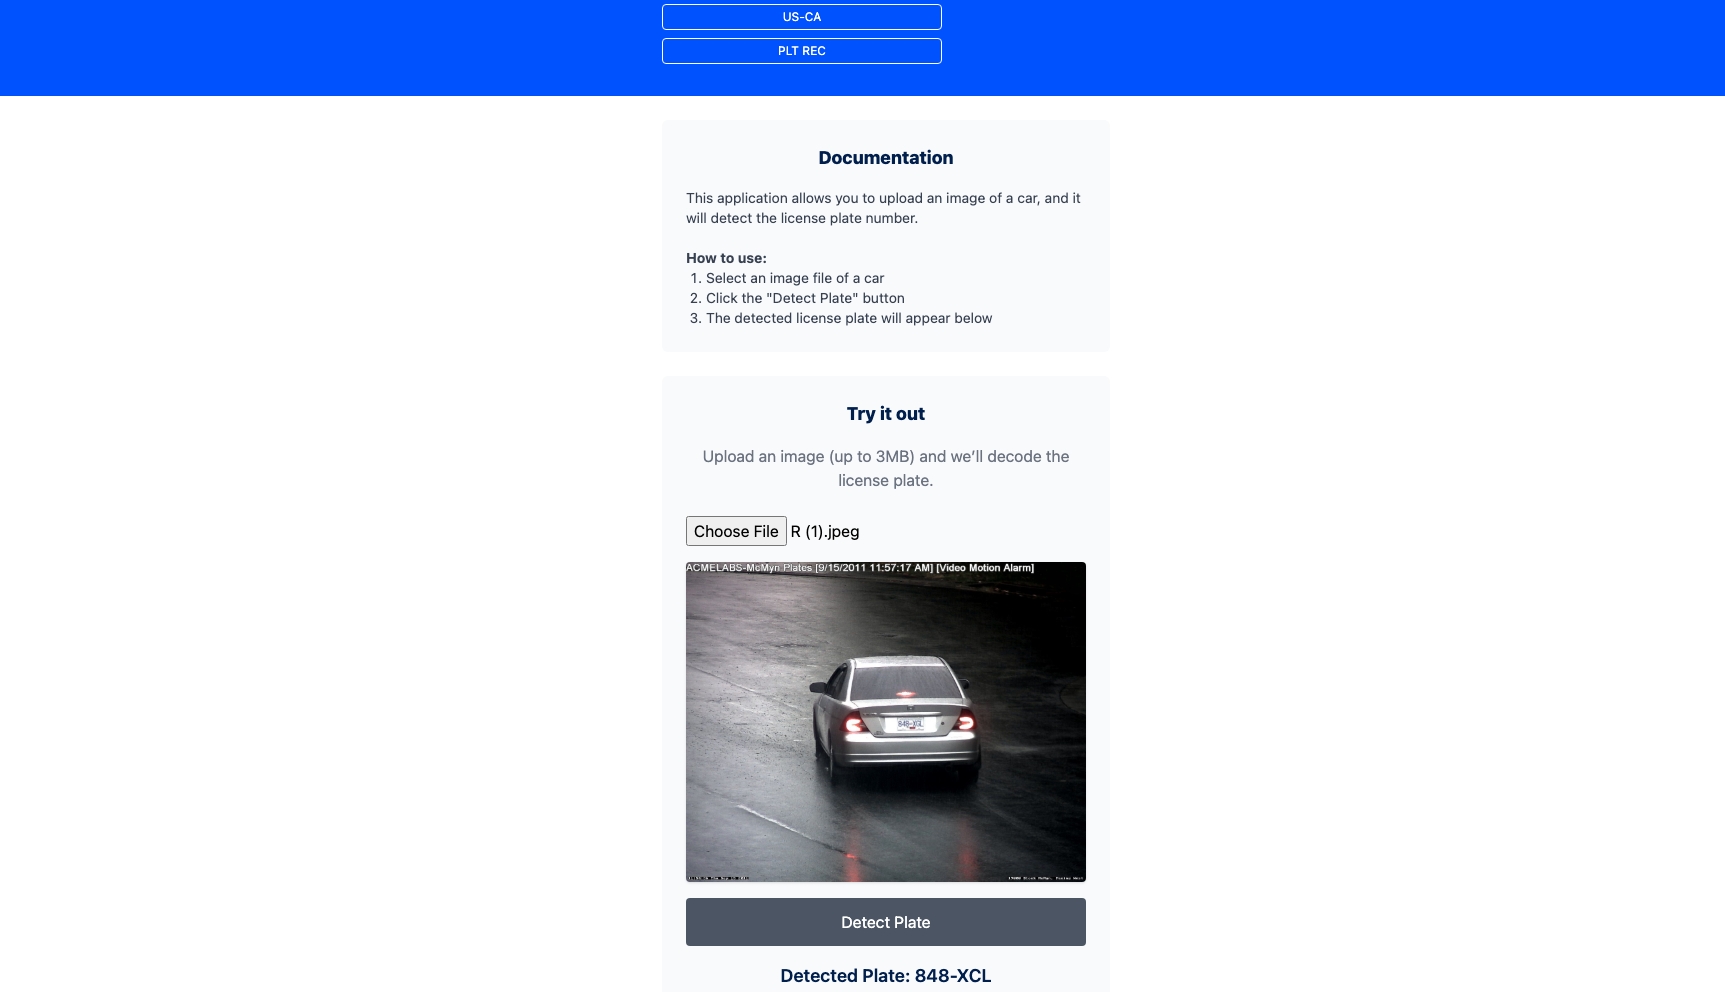 US-CA
PLT REC
Documentation
This application allows you to upload an image of a car, and it
will detect the license plate number.
How to use:
1. Select an image file of a car
2. Click the "Detect Plate" button
3. The detected license plate will appear below
Try it out
Upload an image (up to 3MB) and we’ll decode the
license plate.
Choose File R (1).jpeg
ACMELABS-McMyn Plates [9/15/2011 11:57:17 AM] [Video Motion Alarm]
Detect Plate
Detected Plate: 848-XCL